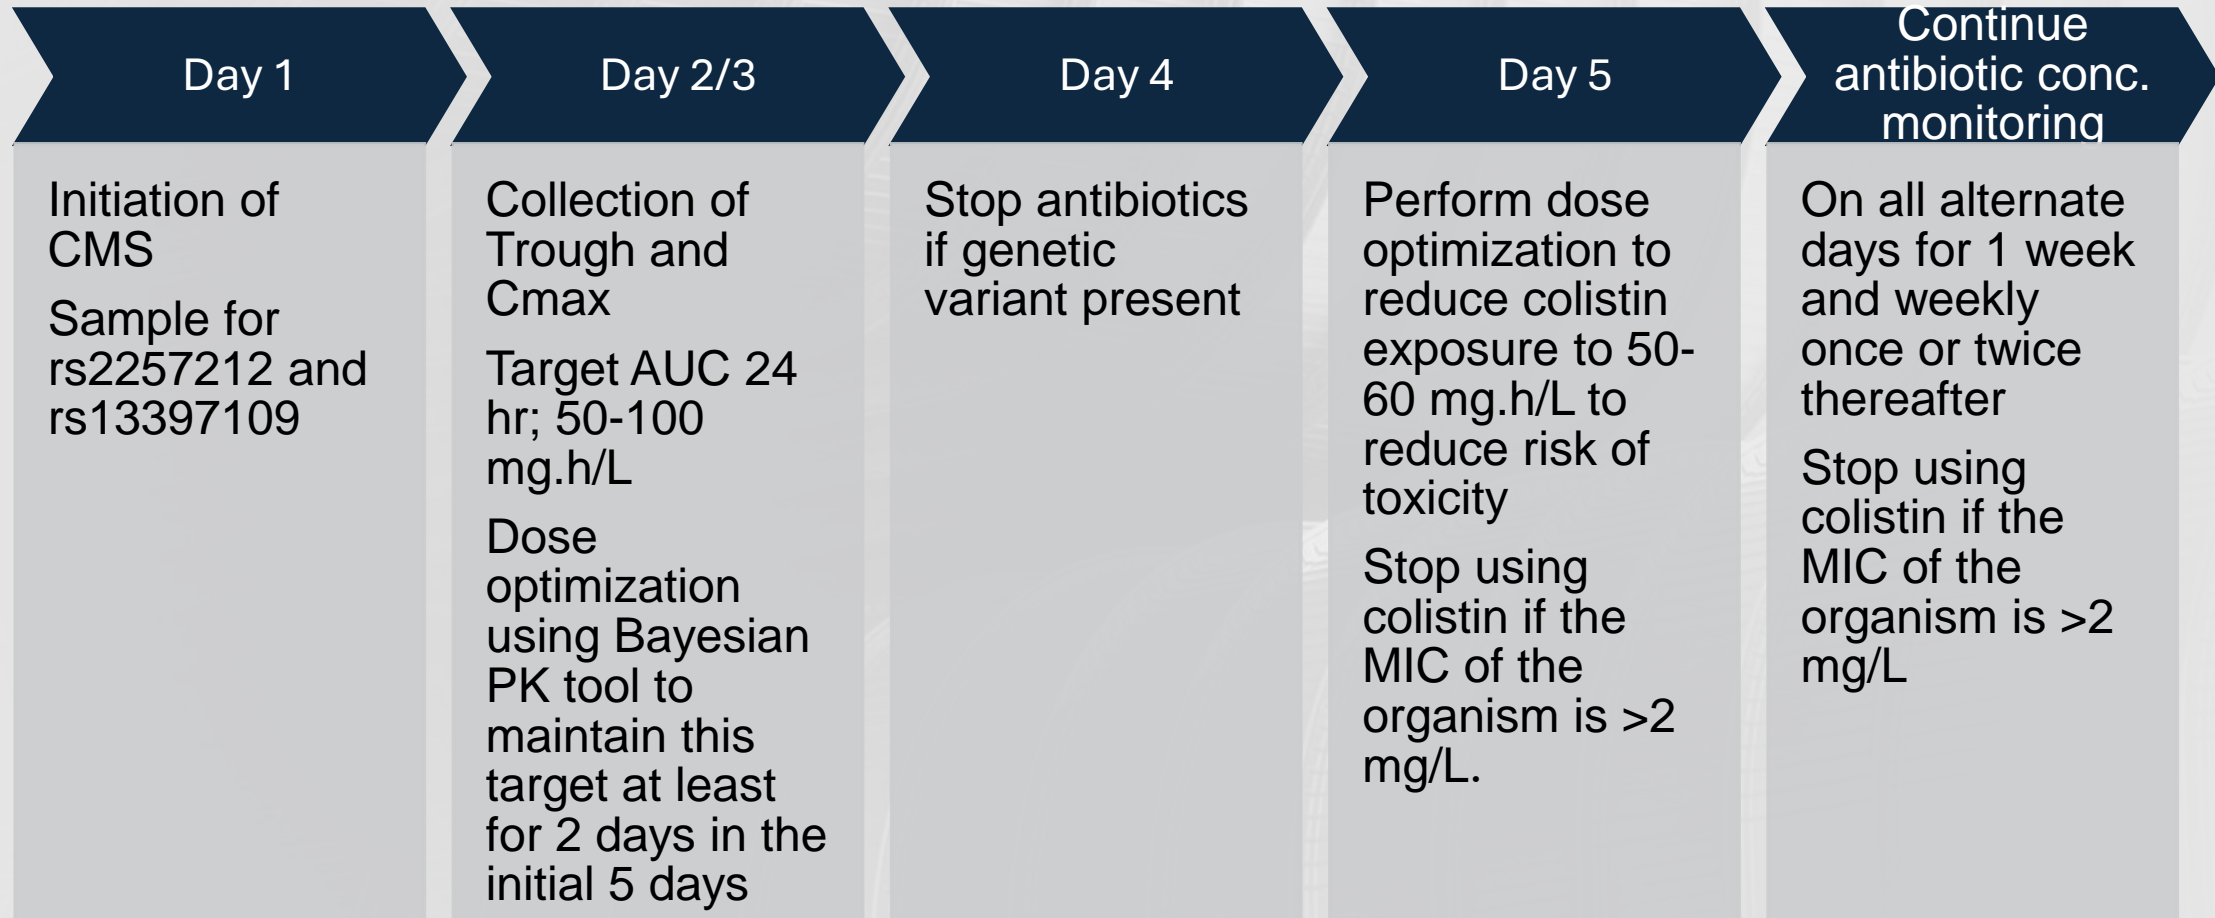 Day 1
Initiation of
CMS
Sample for
rs2257212 and
rs13397109
Day 2/3
Collection of
Trough and
Cmax
Target AUC 24
hr; 50-100
mg.h/L
Dose
optimization
using Bayesian
PK tool to
maintain this
target at least
for 2 days in the
initial 5 days
Day 4
Stop antibiotics
if genetic
variant present
Day 5
Perform dose
optimization to
reduce colistin
exposure to 50-
60 mg.h/L to
reduce risk of
toxicity
Stop using
colistin if the
MIC of the
organism is >2
mg/L.
Continue
antibiotic conc.
monitoring
On all alternate
days for 1 week
and weekly
once or twice
thereafter
Stop using
colistin if the
MIC of the
organism is >2
mg/L